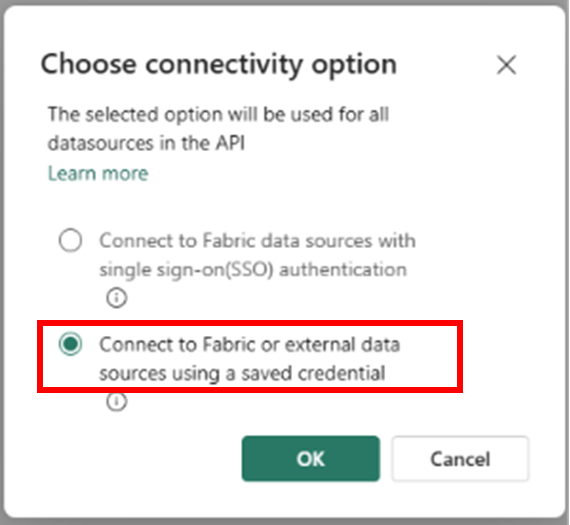 Choose connectivity option
The selected option will be used for all
datasources in the API
Learn more
Connect to Fabric data sources with
single sign-on(SSO) authentication
Connect to Fabric or external data
sources using a saved credential
OK
Cancel